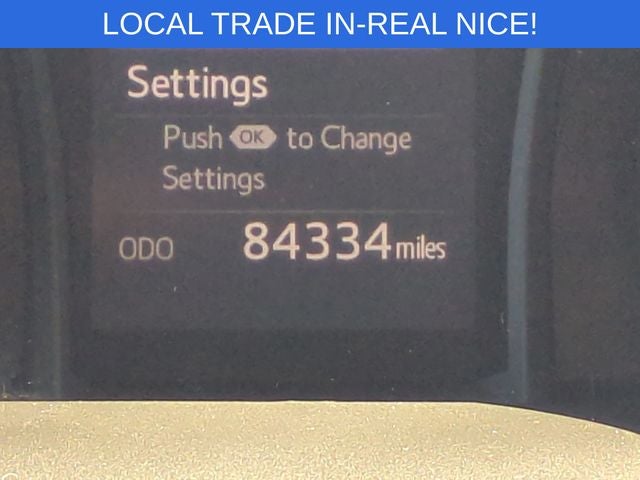 LOCAL TRADE IN-REAL NICE!
Settings
Push OK to Change
Settings
ODO 84334 miles